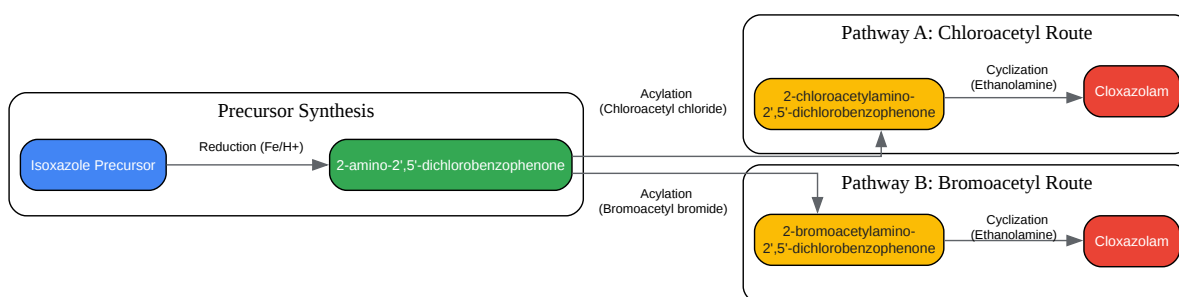 Precursor Synthesis
Isoxazole Precursor
Reduction (Fe/H+)
2-amino-2',5'-dichlorobenzophenone
Acylation
(Chloroacetyl chloride)
Acylation
(Bromoacetyl bromide)
Pathway A: Chloroacetyl Route
2-chloroacetylamino-
2',5'-dichlorobenzophenone
Cyclization
(Ethanolamine)
Cloxazolam
Pathway B: Bromoacetyl Route
2-bromoacetylamino-
2',5'-dichlorobenzophenone
Cyclization
(Ethanolamine)
Cloxazolam